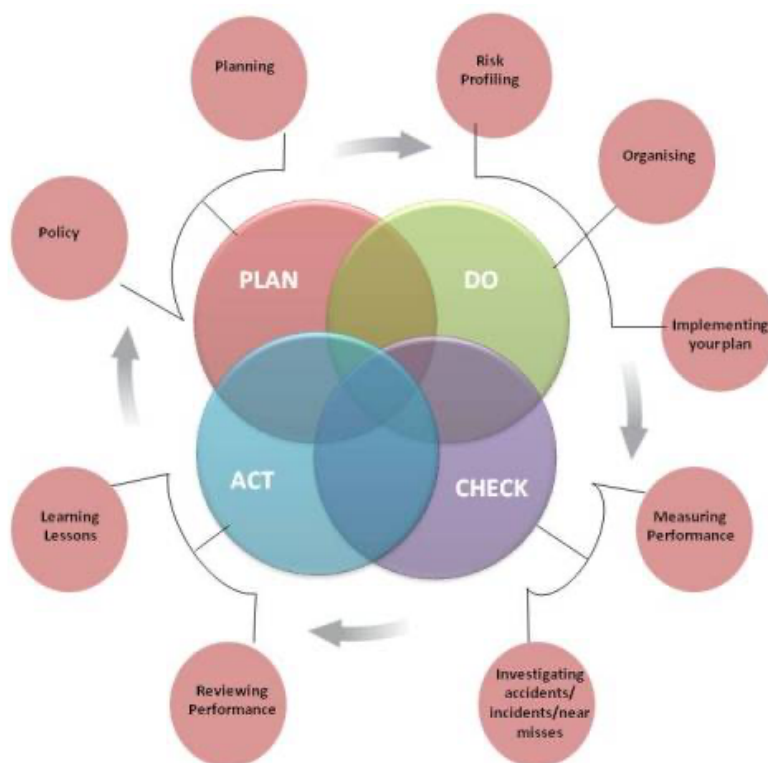 Planning
Risk
Profiling
Organising
Policy
PLAN
DO
Implementing
your plan
ACT
CHECK
Learning
Lessons
Measuring
Performance
Reviewing
Performance
Investigating
accidents/
incidents/near
misses